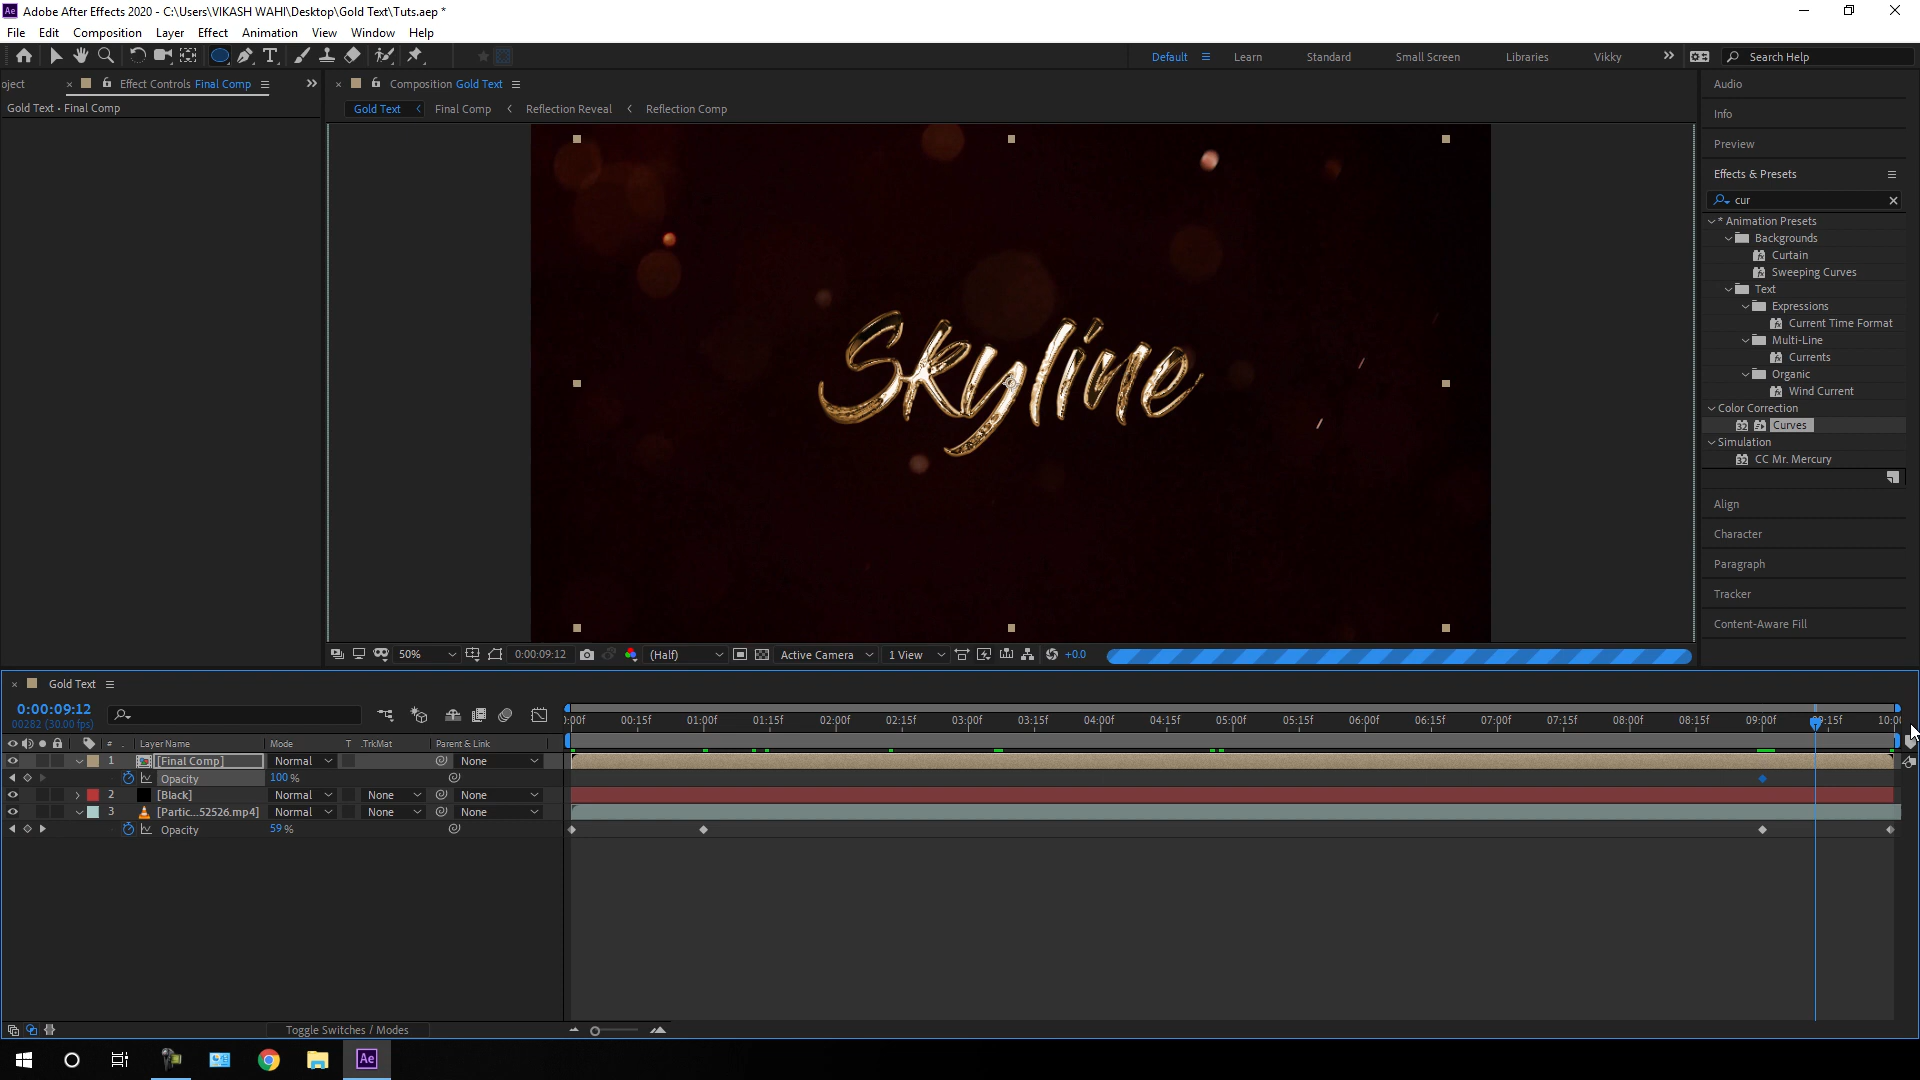 Adobe After Effects 2020 - C:\Users\VIKASH WAHI\Desktop\Gold Text\Tuts.aep *
File Edit Composition Layer Effect Animation View Window Help
Default Learn Standard Small Screen Libraries Vikky Search Help
oject Effect Controls Final Comp
Composition Gold Text
Gold Text • Final Comp
Gold Text Final Comp Reflection Reveal Reflection Comp
Skyline
50% 0:00:09:12 (Half) Active Camera 1 View +0.0
Audio
Info
Preview
Effects & Presets
cur
* Animation Presets
Backgrounds
Curtain
Sweeping Curves
Text
Expressions
Current Time Format
Multi-Line
Currents
Organic
Wind Current
Color Correction
Curves
Simulation
CC Mr. Mercury
Align
Character
Paragraph
Tracker
Content-Aware Fill
Gold Text
0:00:09:12
00282 (30.00 fps)
:00f 00:15f 01:00f 01:15f 02:00f 02:15f 03:00f 03:15f 04:00f 04:15f 05:00f 05:15f 06:00f 06:15f 07:00f 07:15f 08:00f 08:15f 09:00f 09:15f 10:00
# Layer Name Mode T .TrkMat Parent & Link
1 [Final Comp] Normal None
Opacity 100 %
2 [Black] Normal None None
3 [Partic...52526.mp4] Normal None None
Opacity 59 %
Toggle Switches / Modes
Ae